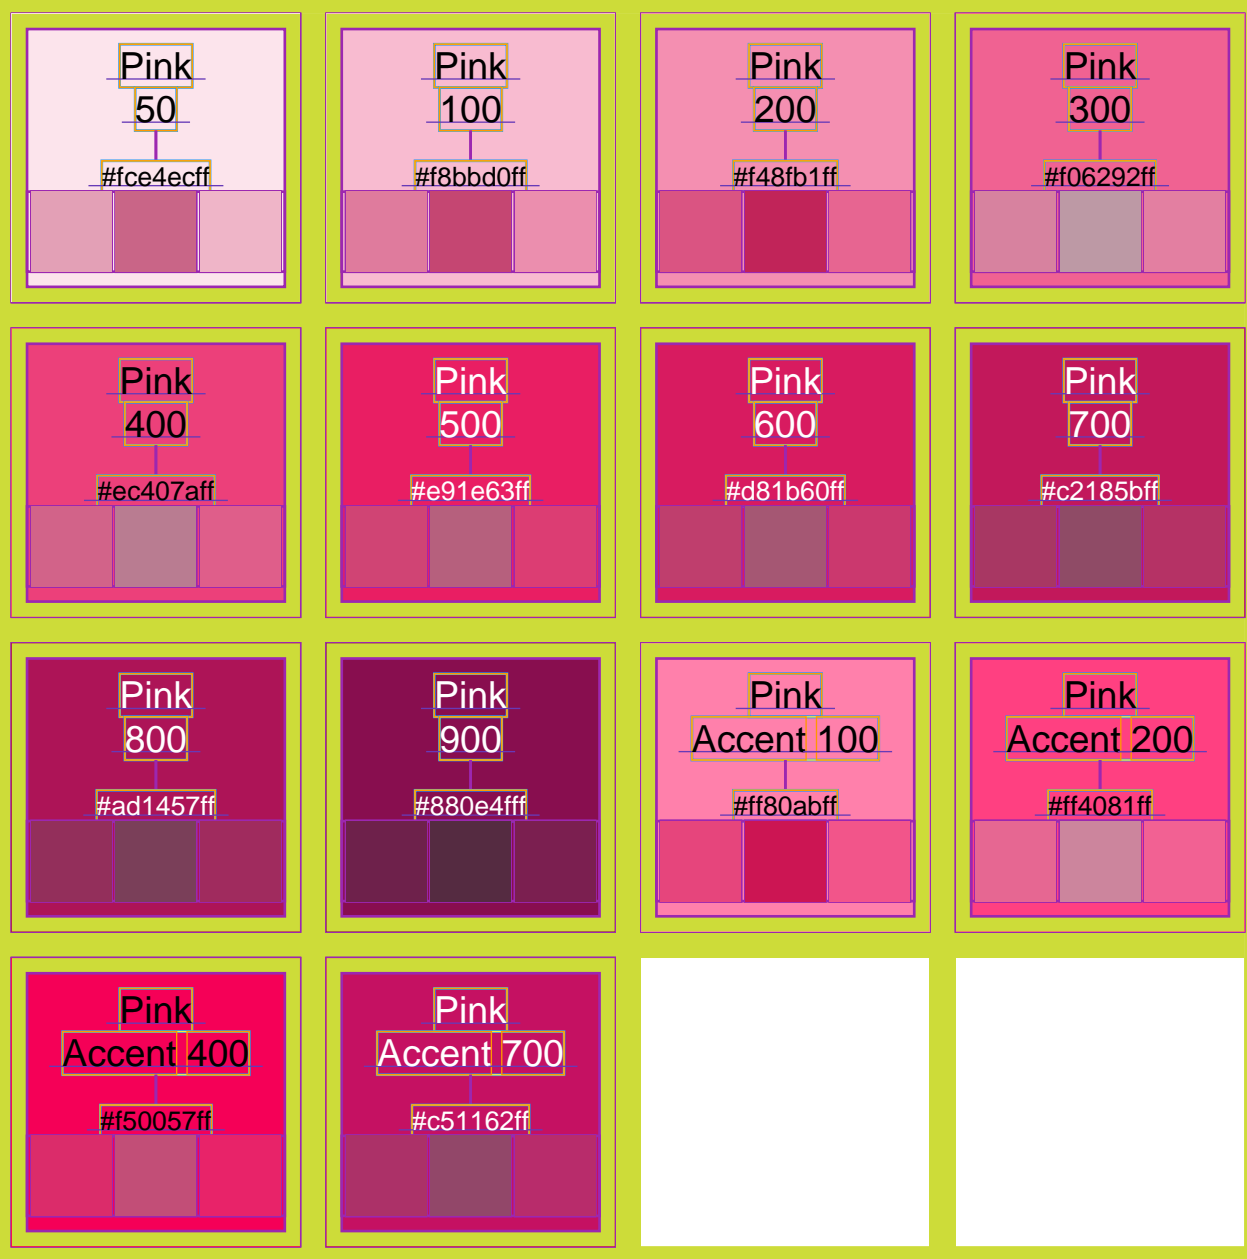 Pink
50
#fce4ecff
Pink
100
#f8bbd0ff
Pink
200
#f48fb1ff
Pink
300
#f06292ff
Pink
400
#ec407aff
Pink
500
#e91e63ff
Pink
600
#d81b60ff
Pink
700
#c2185bff
Pink
800
#ad1457ff
Pink
900
#880e4fff
Pink
Accent 100
#ff80abff
Pink
Accent 200
#ff4081ff
Pink
Accent 400
#f50057ff
Pink
Accent 700
#c51162ff